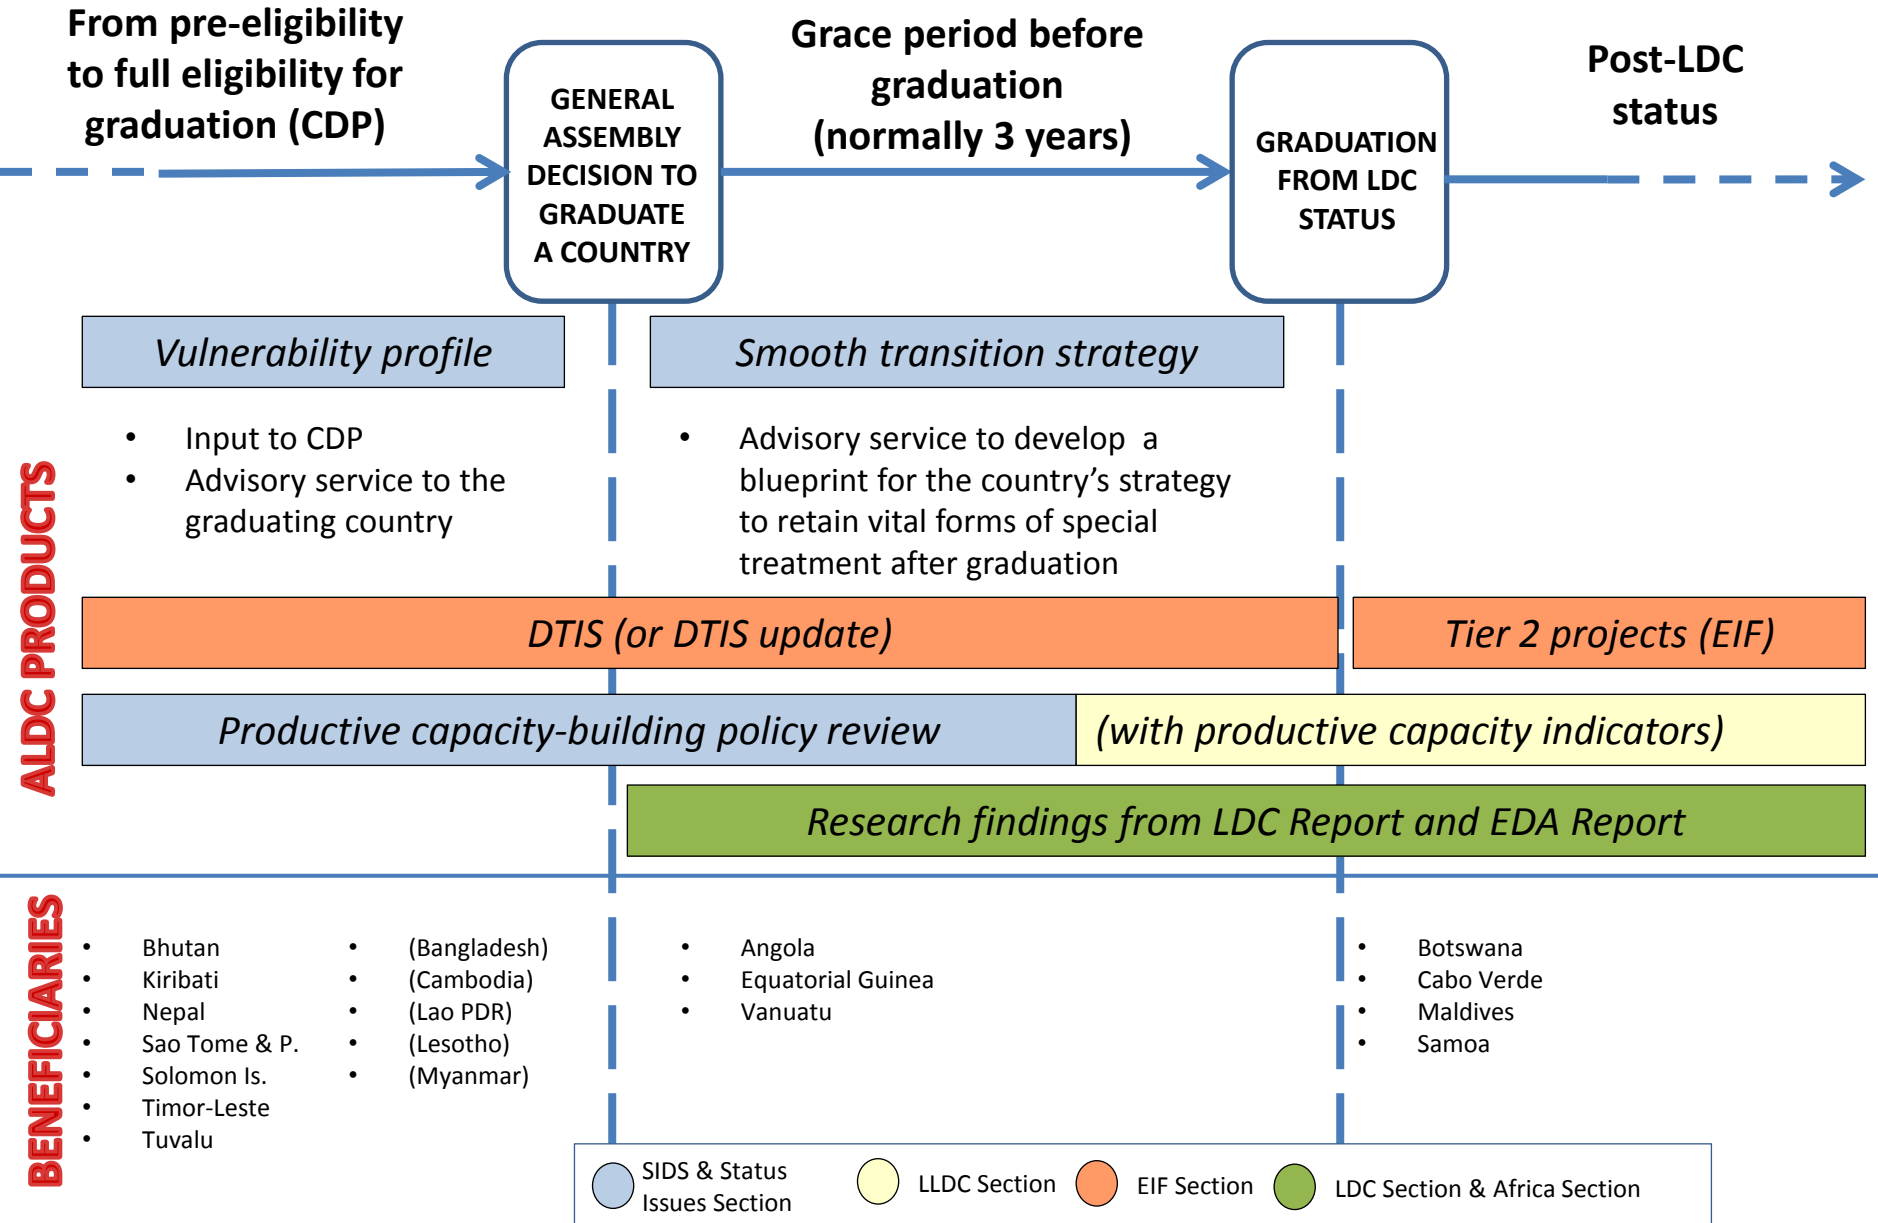 From pre-eligibility
to full eligibility for
graduation (CDP)
GENERAL
ASSEMBLY
DECISION TO
GRADUATE
A COUNTRY
Grace period before
graduation
(normally 3 years)
GRADUATION
FROM LDC
STATUS
Post-LDC
status
ALDC PRODUCTS
Vulnerability profile
• Input to CDP
• Advisory service to the
graduating country
Smooth transition strategy
• Advisory service to develop a
blueprint for the country’s strategy
to retain vital forms of special
treatment after graduation
DTIS (or DTIS update)
Tier 2 projects (EIF)
Productive capacity-building policy review
(with productive capacity indicators)
Research findings from LDC Report and EDA Report
BENEFICIARIES
• Bhutan
• Kiribati
• Nepal
• Sao Tome & P.
• Solomon Is.
• Timor-Leste
• Tuvalu
• (Bangladesh)
• (Cambodia)
• (Lao PDR)
• (Lesotho)
• (Myanmar)
• Angola
• Equatorial Guinea
• Vanuatu
• Botswana
• Cabo Verde
• Maldives
• Samoa
SIDS & Status
Issues Section
LLDC Section
EIF Section
LDC Section & Africa Section